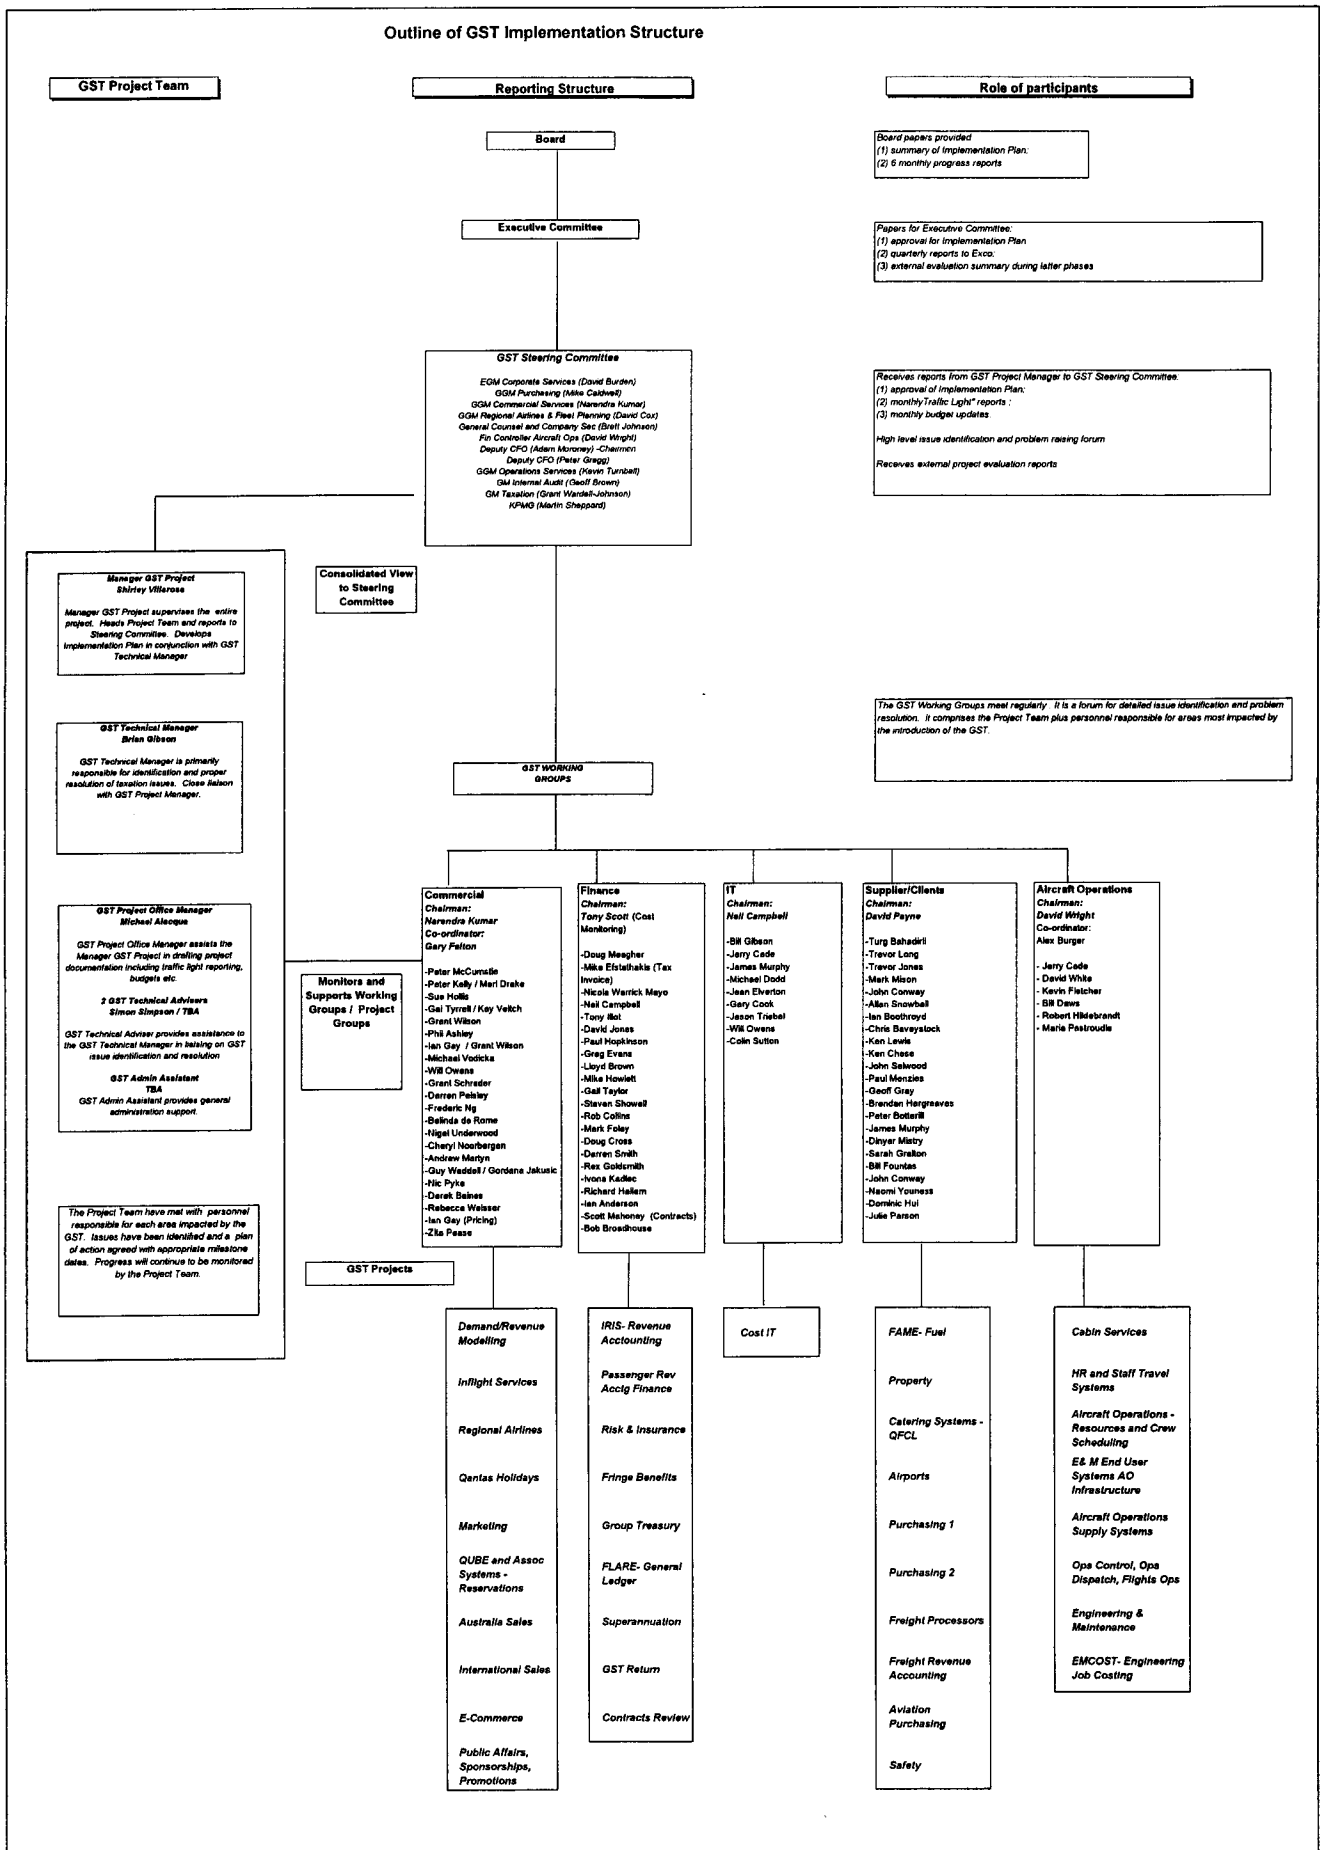 Outline of GST Implementation Structure
GST Project Team
Reporting Structure
Role of participants
Board
Board papers provided
(1) summary of Implementation Plan;
(2) 6 monthly progress reports
Executive Committee
Papers for Executive Committee:
(1) approval for Implementation Plan
(2) quarterly reports to Exco;
(3) external evaluation summary during latter phases
GST Steering Committee
EGM Corporate Services (David Burden)
GGM Purchasing (Mike Caldwell)
GGM Commercial Services (Narendra Kumar)
GGM Regional Airlines & Fleet Planning (David Cox)
General Counsel and Company Sec (Brett Johnson)
Fin Controller Aircraft Ops (David Wright)
Deputy CFO (Adam Moroney) -Chairman
Deputy CFO (Peter Gregg)
GGM Operations Services (Kevin Turnball)
GM Internal Audit (Geoff Brown)
GM Taxation (Grant Wardell-Johnson)
KPMG (Martin Sheppard)
Receives reports from GST Project Manager to GST Steering Committee:
(1) approval of Implementation Plan;
(2) monthly Traffic Light" reports ;
(3) monthly budget updates.
High level issue identification and problem raising forum
Receives external project evaluation reports
Manager GST Project
Shirley Villarosa
Manager GST Project supervises the entire
project. Heads Project Team and reports to
Steering Committee. Develops
Implementation Plan in conjunction with GST
Technical Manager
Consolidated View
to Steering
Committee
GST Technical Manager
Brian Gibson
GST Technical Manager is primarily
responsible for identification and proper
resolution of taxation issues. Close liaison
with GST Project Manager.
The GST Working Groups meet regularly. It is a forum for detailed issue identification and problem
resolution. it comprises the Project Team plus personnel responsible for areas most impacted by
the introduction of the GST.
GST WORKING
GROUPS
GST Project Office Manager
Michael Alacqua
GST Project Office Manager assists the
Manager GST Project in drafting project
documentation including traffic light reporting,
budgets etc.
2 GST Technical Advisers
Simon Simpson / TBA
GST Technical Adviser provides assistance to
the GST Technical Manager in liaising on GST
issue identification and resolution
GST Admin Assistant
TBA
GST Admin Assistant provides general
administration support.
The Project Team have met with personnel
responsible for each area impacted by the
GST. Issues have been identified and a plan
of action agreed with appropriate milestone
dates. Progress will continue to be monitored
by the Project Team.
Monitors and
Supports Working
Groups / Project
Groups
Commercial
Chairman:
Narendra Kumar
Co-ordinator:
Gary Falton
-Peter McCumstie
-Peter Kelly / Merl Drake
-Sue Hollis
-Gai Tyrrell / Kay Veitch
-Grant Wilson
-Phil Ashley
-Ian Gay / Grant Wilson
-Michael Vodicka
-Will Owens
-Grant Schrader
-Darren Peisley
-Frederic Ng
-Belinda de Rome
-Nigel Underwood
-Cheryl Noorbergen
-Andrew Martyn
-Guy Waddell / Gordana Jakusic
-Nic Pyke
-Derek Baines
-Rebecca Weisser
-Ian Gay (Pricing)
-Zita Pease
Finance
Chairman:
Tony Scott (Cost
Monitoring)
-Doug Meagher
-Mike Efstathakis (Tax
Invoice)
-Nicola Warrick Mayo
-Neil Campbell
-Tony Illot
-David Jones
-Paul Hopkinson
-Greg Evans
-Lloyd Brown
-Mike Howlett
-Gail Taylor
-Steven Showell
-Rob Collins
-Mark Foley
-Doug Cross
-Darren Smith
-Rex Goldsmith
-Ivona Kadlec
-Richard Hallam
-Ian Anderson
-Scott Mahoney (Contracts)
-Bob Broadhouse
IT
Chairman:
Neil Campbell
-Bill Gibson
-Jerry Cade
-James Murphy
-Michael Dodd
-Jean Elverton
-Gary Cook
-Jason Triebel
-Will Owens
-Colin Sutton
Supplier/Clients
Chairman:
David Payne
-Turg Bahadirli
-Trevor Long
-Trevor Jones
-Mark Mison
-John Conway
-Allan Snowball
-Ian Boothroyd
-Chris Baveystock
-Ken Lewis
-Ken Chase
-John Selwood
-Paul Menzies
-Geoff Gray
-Brenden Hargreaves
-Peter Botterill
-James Murphy
-Dinyar Mistry
-Sarah Gralton
-Bill Fountas
-John Conway
-Naomi Youness
-Dominic Hui
-Julie Parson
Aircraft Operations
Chairman:
David Wright
Co-ordinator:
Alex Burger
- Jerry Cade
- David White
- Kevin Fletcher
- Bill Daws
- Robert Hildebrandt
- Marie Pastroudis
GST Projects
Demand/Revenue
Modelling
Inflight Services
Regional Airlines
Qantas Holidays
Marketing
QUBE and Assoc
Systems -
Reservations
Australia Sales
International Sales
E-Commerce
Public Affairs,
Sponsorships,
Promotions
IRIS- Revenue
Acctounting
Passenger Rev
Acctg Finance
Risk & Insurance
Fringe Benefits
Group Treasury
FLARE- General
Ledger
Superannuation
GST Return
Contracts Review
Cost IT
FAME- Fuel
Property
Catering Systems -
QFCL
Airports
Purchasing 1
Purchasing 2
Freight Processors
Freight Revenue
Accounting
Aviation
Purchasing
Safety
Cabin Services
HR and Staff Travel
Systems
Aircraft Operations -
Resources and Crew
Scheduling
E& M End User
Systems AO
Infrastructure
Aircraft Operations
Supply Systems
Ops Control, Ops
Dispatch, Flights Ops
Engineering &
Maintenance
EMCOST- Engineering
Job Costing